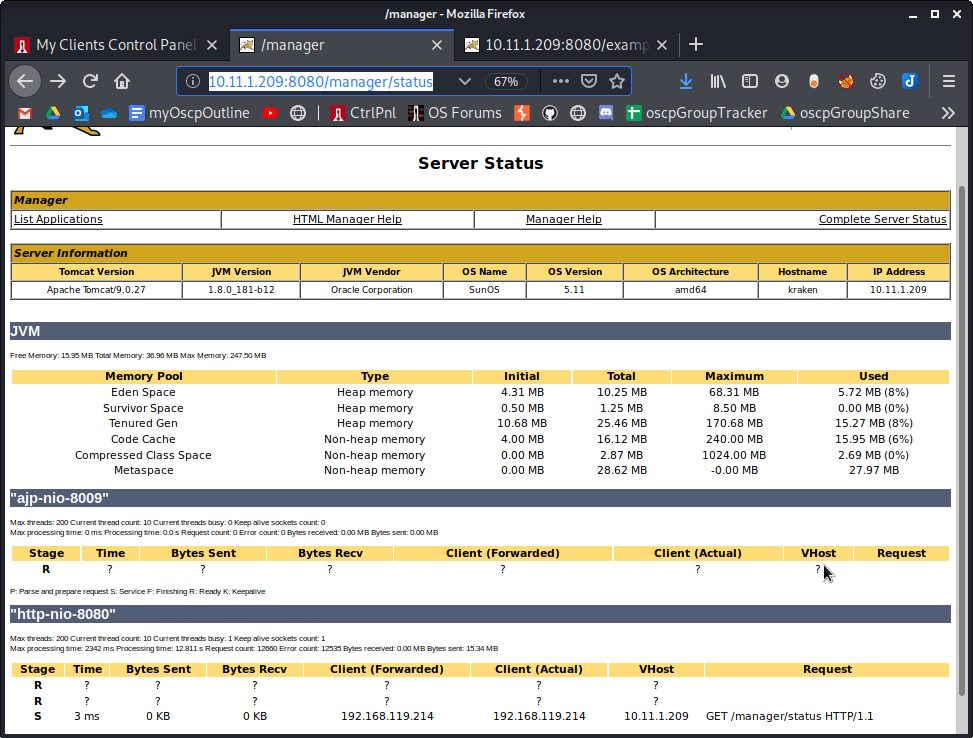 /manager - Mozilla Firefox
My Clients Control Panel
/manager
10.11.1.209:8080/examp
10.11.1.209:8080/manager/status
67%
myOscpOutline
CtrlPnl
OS Forums
oscpGroupTracker
oscpGroupShare
Server Status
Manager
List Applications HTML Manager Help Manager Help Complete Server Status
Server Information
Tomcat Version JVM Version JVM Vendor OS Name OS Version OS Architecture Hostname IP Address
Apache Tomcat/9.0.27 1.8.0_181-b12 Oracle Corporation SunOS 5.11 amd64 kraken 10.11.1.209
JVM
Free Memory: 15.95 MB Total Memory: 36.96 MB Max Memory: 247.50 MB
Memory Pool Type Initial Total Maximum Used
Eden Space Heap memory 4.31 MB 10.25 MB 68.31 MB 5.72 MB (8%)
Survivor Space Heap memory 0.50 MB 1.25 MB 8.50 MB 0.00 MB (0%)
Tenured Gen Heap memory 10.68 MB 25.46 MB 170.68 MB 15.27 MB (8%)
Code Cache Non-heap memory 4.00 MB 16.12 MB 240.00 MB 15.95 MB (6%)
Compressed Class Space Non-heap memory 0.00 MB 2.87 MB 1024.00 MB 2.69 MB (0%)
Metaspace Non-heap memory 0.00 MB 28.62 MB -0.00 MB 27.97 MB
"ajp-nio-8009"
Max threads: 200 Current thread count: 10 Current threads busy: 0 Keep alive sockets count: 0
Max processing time: 0 ms Processing time: 0.0 s Request count: 0 Error count: 0 Bytes received: 0.00 MB Bytes sent: 0.00 MB
Stage Time Bytes Sent Bytes Recv Client (Forwarded) Client (Actual) VHost Request
R ? ? ? ? ? ?
P: Parse and prepare request S: Service F: Finishing R: Ready K: Keepalive
"http-nio-8080"
Max threads: 200 Current thread count: 10 Current threads busy: 1 Keep alive sockets count: 1
Max processing time: 2342 ms Processing time: 12.811 s Request count: 12660 Error count: 12535 Bytes received: 0.00 MB Bytes sent: 15.34 MB
Stage Time Bytes Sent Bytes Recv Client (Forwarded) Client (Actual) VHost Request
R ? ? ? ? ? ?
R ? ? ? ? ? ?
S 3 ms 0 KB 0 KB 192.168.119.214 192.168.119.214 10.11.1.209 GET /manager/status HTTP/1.1